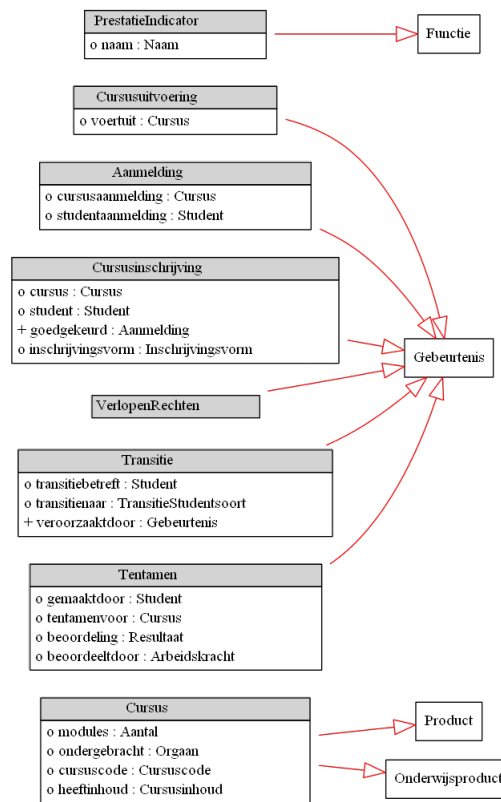 PrestatieIndicator
o naam : Naam
Functie
Cursusuitvoering
o voertuit : Cursus
Aanmelding
o cursusaanmelding : Cursus
o studentaanmelding : Student
Cursusinschrijving
o cursus : Cursus
o student : Student
+ goedgekeurd : Aanmelding
o inschrijvingsvorm : Inschrijvingsvorm
Gebeurtenis
VerlopenRechten
Transitie
o transitiebetreft : Student
o transitienaar : TransitieStudentsoort
+ veroorzaaktdoor : Gebeurtenis
Tentamen
o gemaaktdoor : Student
o tentamenvoor : Cursus
o beoordeling : Resultaat
o beoordeeltdoor : Arbeidskracht
Cursus
o modules : Aantal
o ondergebracht : Orgaan
o cursuscode : Cursuscode
o heeftinhoud : Cursusinhoud
Product
Onderwijsproduct